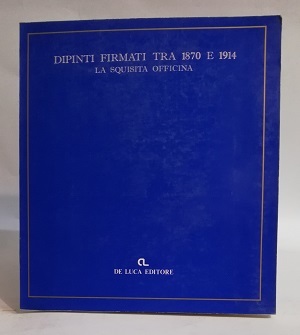 DIPINTI FIRMATI TRA 1870 E 1914
LA SQUISITA OFFICINA
DE LUCA EDITORE